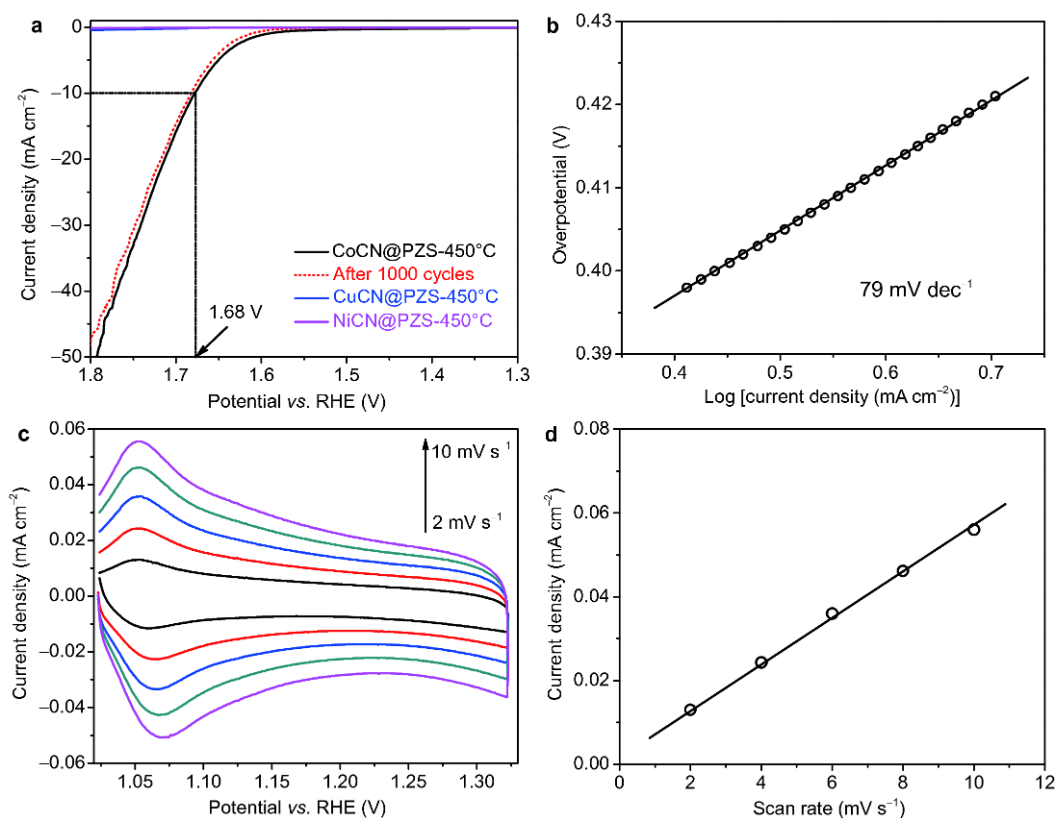 a
0
−10
−20
−30
−40
−50
Current density (mA cm⁻²)
1.8
1.7
1.6
1.5
1.4
1.3
Potential vs. RHE (V)
CoCN@PZS-450°C
After 1000 cycles
CuCN@PZS-450°C
NiCN@PZS-450°C
1.68 V
b
0.43
0.42
0.41
0.40
0.39
Overpotential (V)
0.4
0.5
0.6
0.7
Log [current density (mA cm⁻²)]
79 mV dec⁻¹
c
0.06
0.04
0.02
0.00
−0.02
−0.04
−0.06
Current density (mA cm⁻²)
1.05
1.10
1.15
1.20
1.25
1.30
Potential vs. RHE (V)
10 mV s⁻¹
2 mV s⁻¹
d
0.08
0.06
0.04
0.02
0.00
Current density (mA cm⁻²)
0
2
4
6
8
10
12
Scan rate (mV s⁻¹)